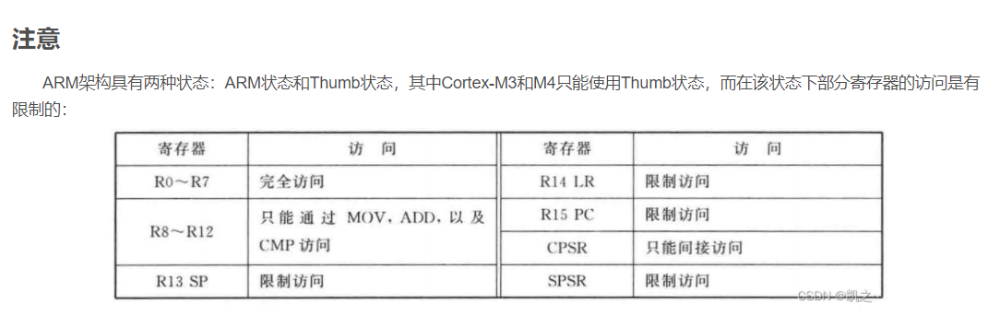 注意
ARM架构具有两种状态：ARM状态和Thumb状态，其中Cortex-M3和M4只能使用Thumb状态，而在该状态下部分寄存器的访问是有
限制的：
寄存器 访 问 寄存器 访 问
R0～R7 完全访问 R14 LR 限制访问
R8～R12 只能通过 MOV，ADD，以及
CMP 访问
R15 PC 限制访问
CPSR 只能间接访问
R13 SP 限制访问 SPSR 限制访问
CSDN @凯之~